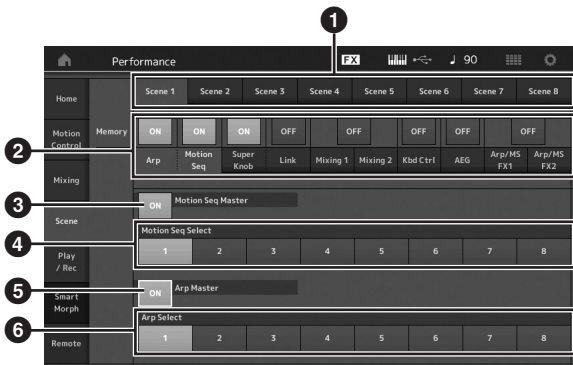 1
Performance FX 90
Home
Scene 1 Scene 2 Scene 3 Scene 4 Scene 5 Scene 6 Scene 7 Scene 8
Motion
Control
Memory
2
ON ON ON OFF OFF OFF OFF OFF
Arp
Motion
Seq
Super
Knob
Link
Mixing 1
Mixing 2
Kbd Ctrl
AEG
Arp/MS
FX1
Arp/MS
FX2
Mixing
3
ON Motion Seq Master
Scene
4
Motion Seq Select
1 2 3 4 5 6 7 8
Play
/ Rec
5
ON Arp Master
Smart
Morph
6
Arp Select
1 2 3 4 5 6 7 8
Remote